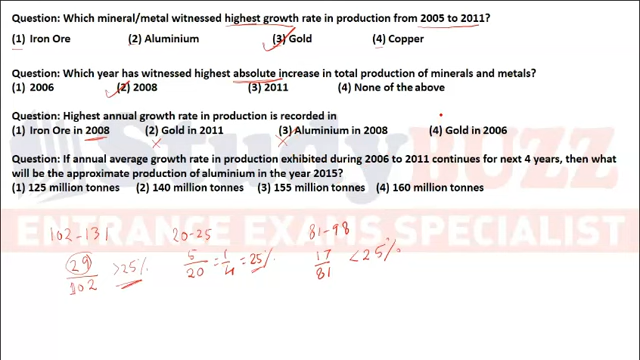 Question: Which mineral/metal witnessed highest growth rate in production from 2005 to 2011?
(1) Iron Ore (2) Aluminium (3) Gold (4) Copper
Question: Which year has witnessed highest absolute increase in total production of minerals and metals?
(1) 2006 (2) 2008 (3) 2011 (4) None of the above
Question: Highest annual growth rate in production is recorded in
(1) Iron Ore in 2008 (2) Gold in 2011 (3) Aluminium in 2008 (4) Gold in 2006
Question: If annual average growth rate in production exhibited during 2006 to 2011 continues for next 4 years, then what
will be the approximate production of aluminium in the year 2015?
(1) 125 million tonnes (2) 140 million tonnes (3) 155 million tonnes (4) 160 million tonnes
StudyBUZZ
ENTRANCE EXAMS SPECIALIST
102-131 20-25 81-98
29/102 >25% 5/20 = 1/4 = 25% 17/81 <25%